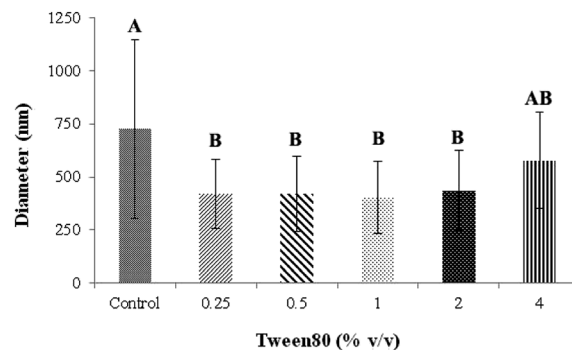 1250
1000
750
500
250
0
Diameter (nm)
A
B
B
B
B
AB
Control 0.25 0.5 1 2 4
Tween80 (% v/v)